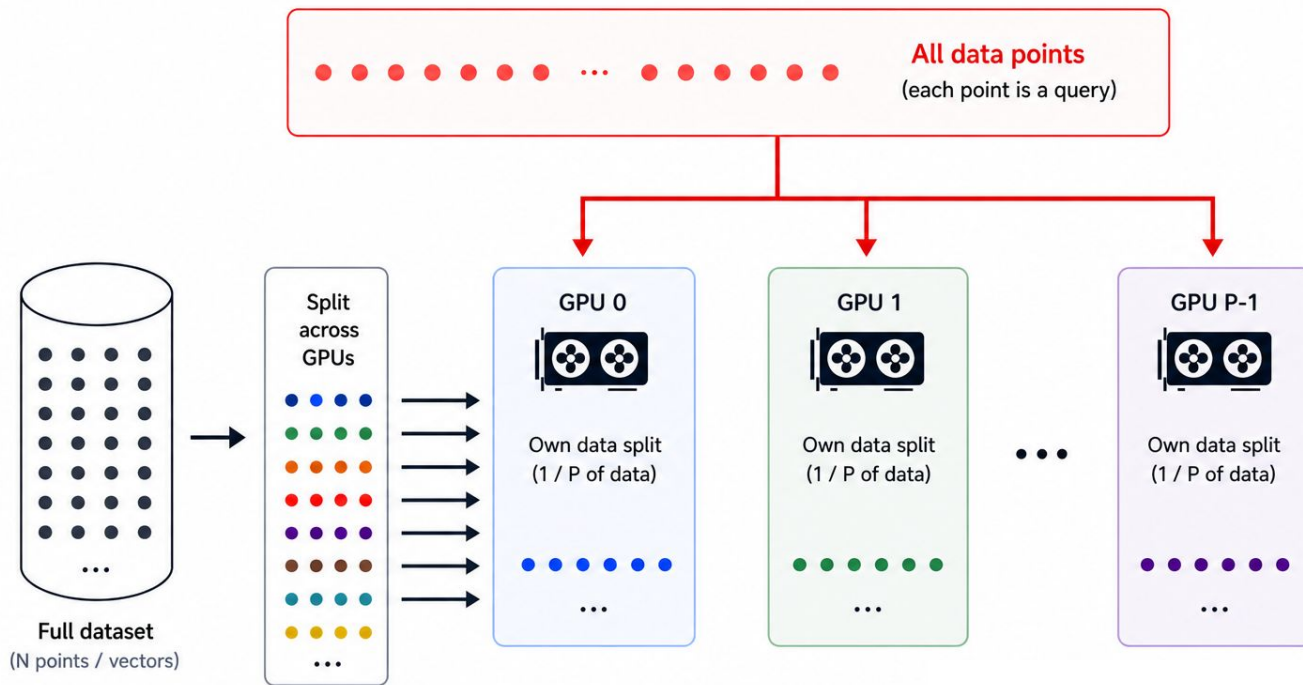 All data points
(each point is a query)
...
Split
across
GPUs
...
Full dataset
(N points / vectors)
...
GPU 0
Own data split
(1 / P of data)
...
GPU 1
Own data split
(1 / P of data)
...
...
GPU P-1
Own data split
(1 / P of data)
...